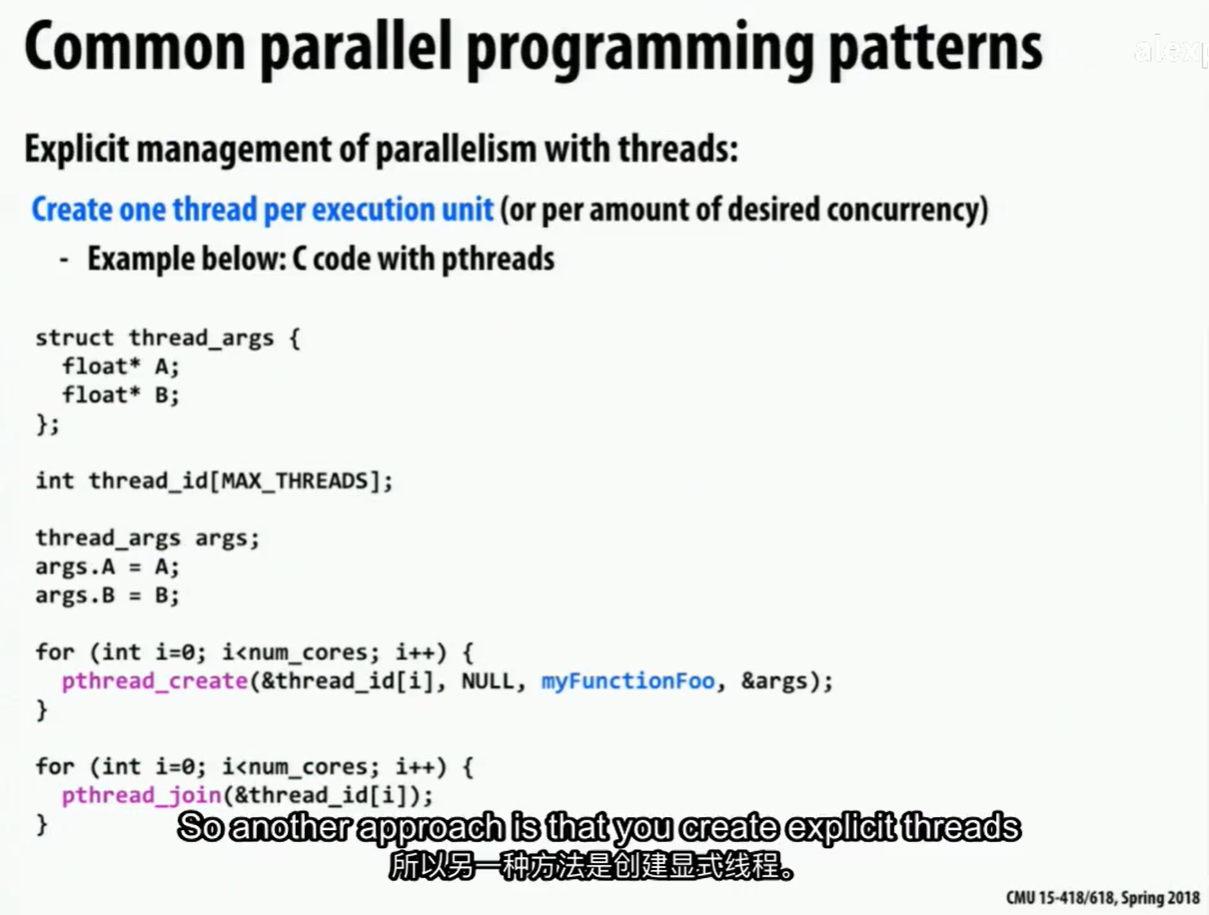 Common parallel programming patterns
Explicit management of parallelism with threads:
Create one thread per execution unit (or per amount of desired concurrency)
- Example below: C code with pthreads
struct thread_args {
  float* A;
  float* B;
};
int thread_id[MAX_THREADS];
thread_args args;
args.A = A;
args.B = B;
for (int i=0; i<num_cores; i++) {
  pthread_create(&thread_id[i], NULL, myFunctionFoo, &args);
}
for (int i=0; i<num_cores; i++) {
  pthread_join(&thread_id[i]);
}
So another approach is that you create explicit threads
所以另一种方法是创建显式线程。
CMU 15-418/618, Spring 2018